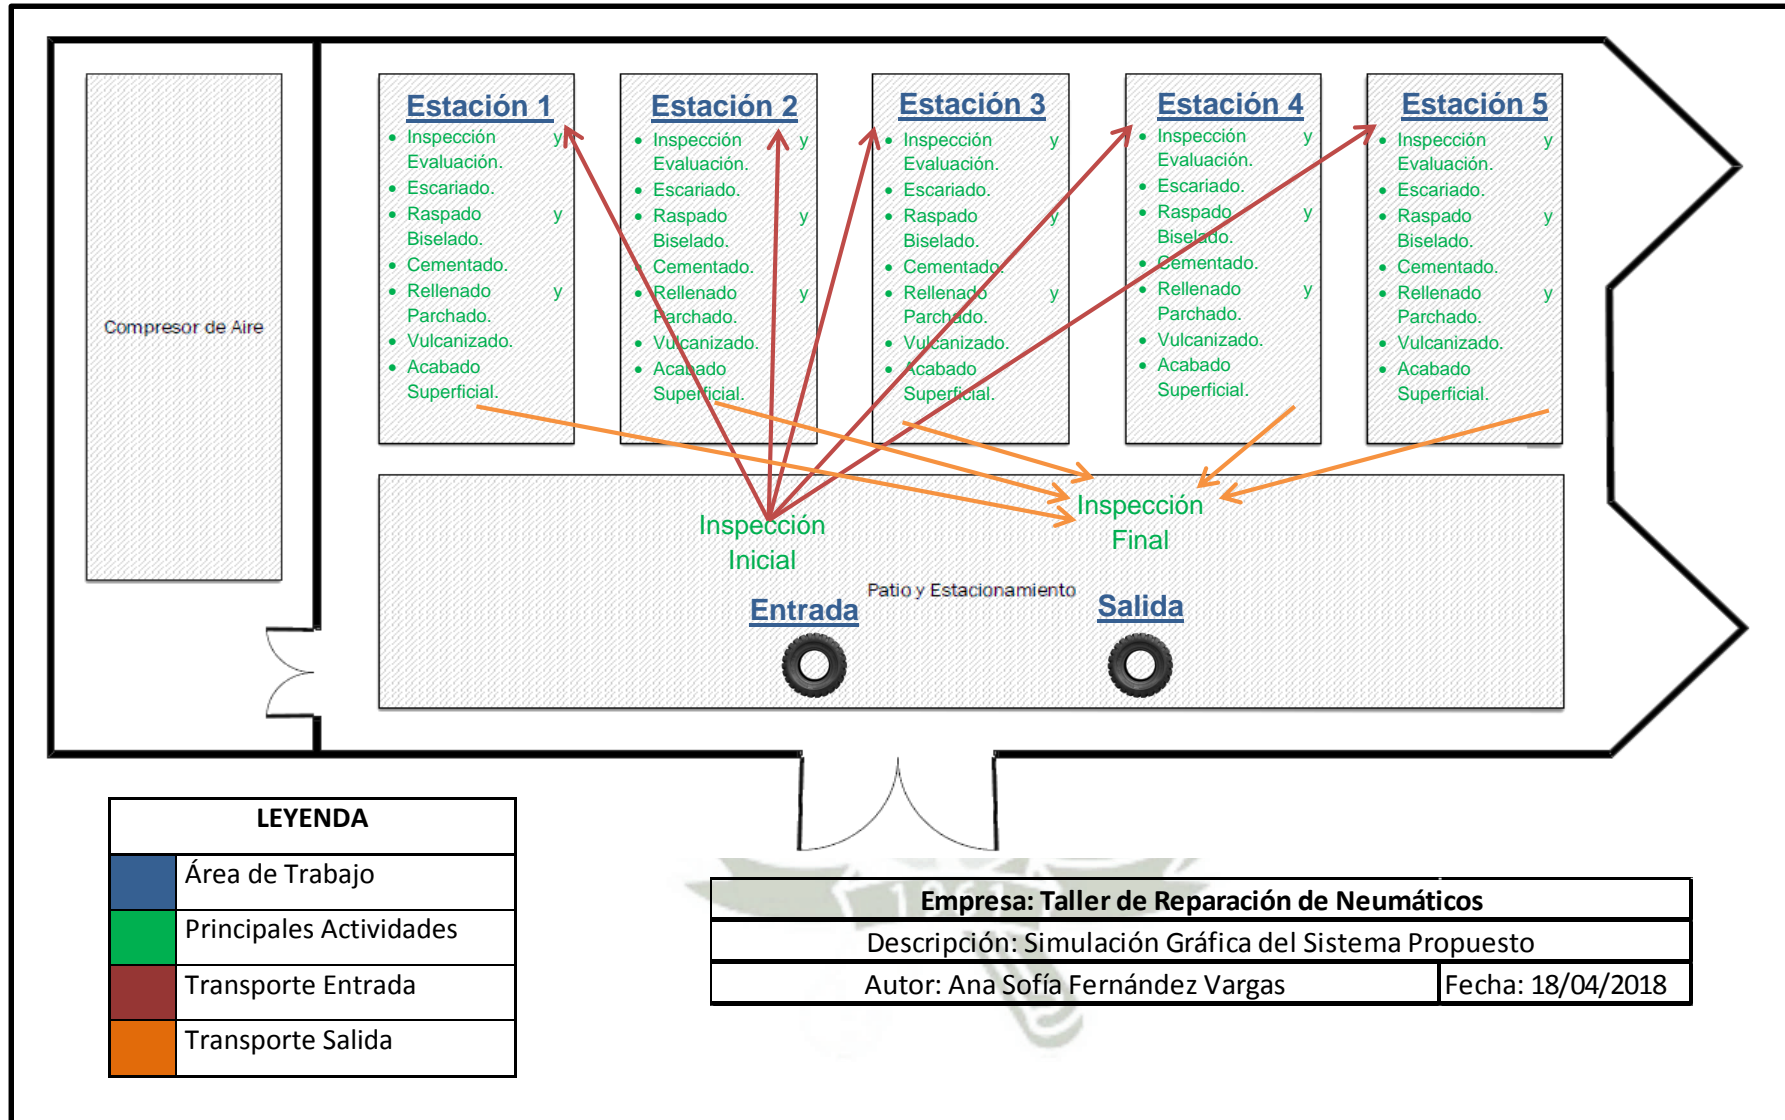 Compresor de Aire
Estación 1
• Inspección y
Evaluación.
• Escariado.
• Raspado y
Biselado.
• Cementado.
• Rellenado y
Parchado.
• Vulcanizado.
• Acabado
Superficial.
Estación 2
• Inspección y
Evaluación.
• Escariado.
• Raspado y
Biselado.
• Cementado.
• Rellenado y
Parchado.
• Vulcanizado.
• Acabado
Superficial.
Estación 3
• Inspección y
Evaluación.
• Escariado.
• Raspado y
Biselado.
• Cementado.
• Rellenado y
Parchado.
• Vulcanizado.
• Acabado
Superficial.
Estación 4
• Inspección y
Evaluación.
• Escariado.
• Raspado y
Biselado.
• Cementado.
• Rellenado y
Parchado.
• Vulcanizado.
• Acabado
Superficial.
Estación 5
• Inspección y
Evaluación.
• Escariado.
• Raspado y
Biselado.
• Cementado.
• Rellenado y
Parchado.
• Vulcanizado.
• Acabado
Superficial.
Inspección
Inicial
Inspección
Final
Patio y Estacionamiento
Entrada
Salida
LEYENDA
Área de Trabajo
Principales Actividades
Transporte Entrada
Transporte Salida
Empresa: Taller de Reparación de Neumáticos
Descripción: Simulación Gráfica del Sistema Propuesto
Autor: Ana Sofía Fernández Vargas
Fecha: 18/04/2018